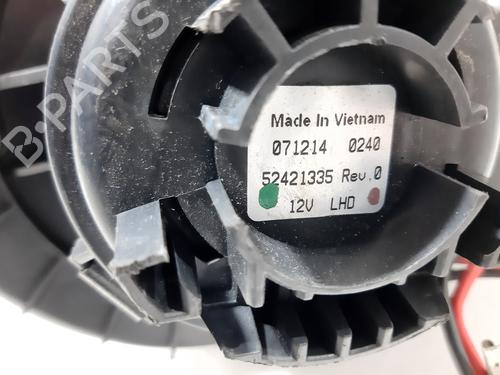 B-PARTS
Made In Vietnam
071214 0240
52421335 Rev.0
12V LHD